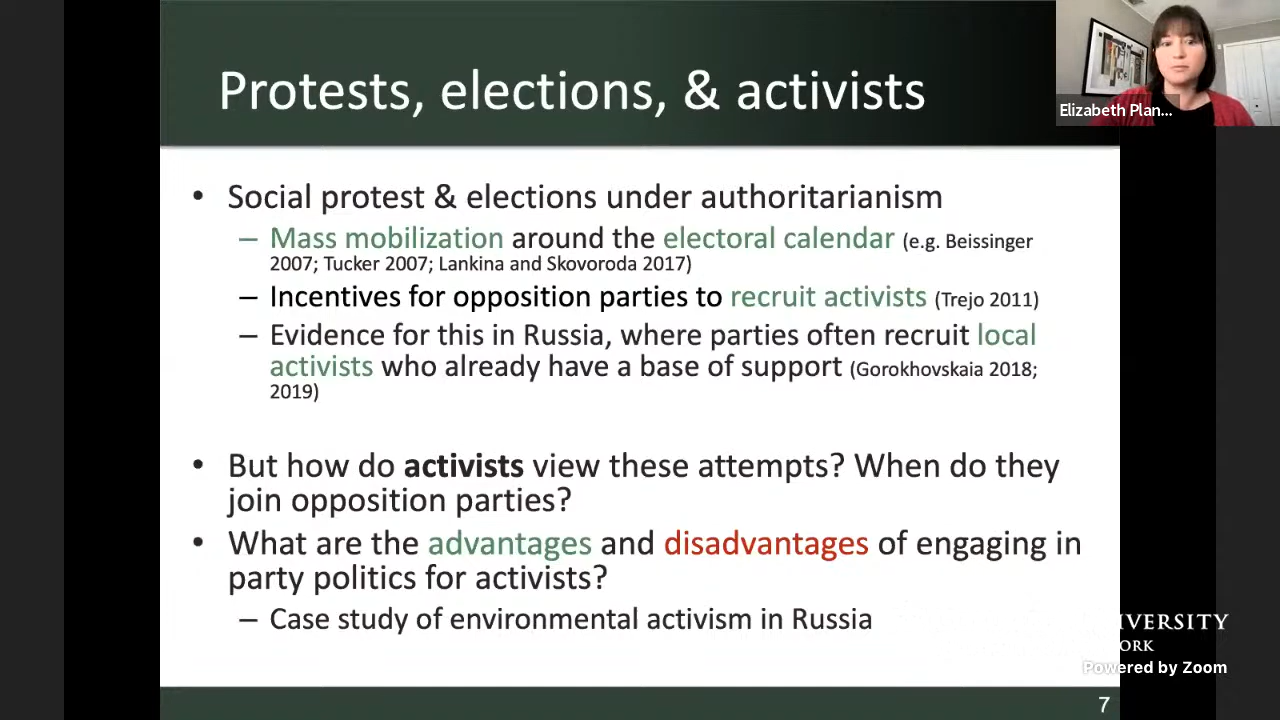 Protests, elections, & activists
Elizabeth Plan...
• Social protest & elections under authoritarianism
– Mass mobilization around the electoral calendar (e.g. Beissinger
2007; Tucker 2007; Lankina and Skovoroda 2017)
– Incentives for opposition parties to recruit activists (Trejo 2011)
– Evidence for this in Russia, where parties often recruit local
activists who already have a base of support (Gorokhovskaia 2018;
2019)
• But how do activists view these attempts? When do they
join opposition parties?
• What are the advantages and disadvantages of engaging in
party politics for activists?
– Case study of environmental activism in Russia
IVERSITY
ORK
Powered by Zoom
7